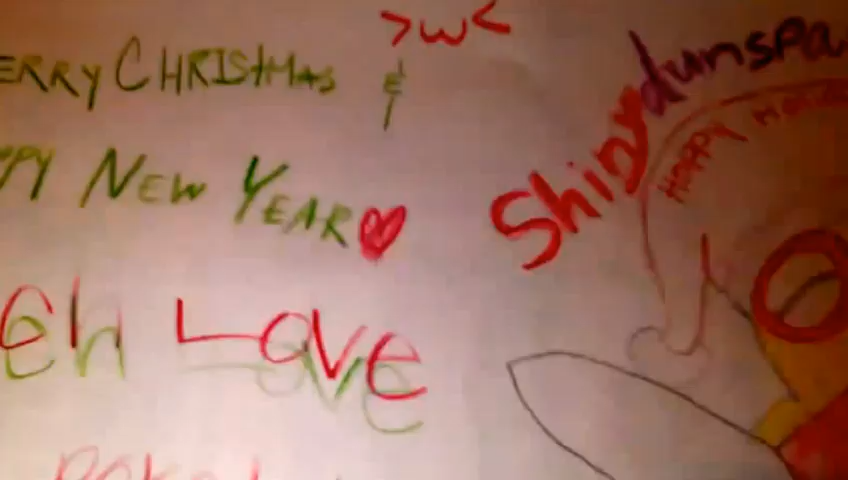 >w<
ERRY CHRISTMAS &
PPY NEW YEAR
eh Love
Shinydunspa
HAPPY